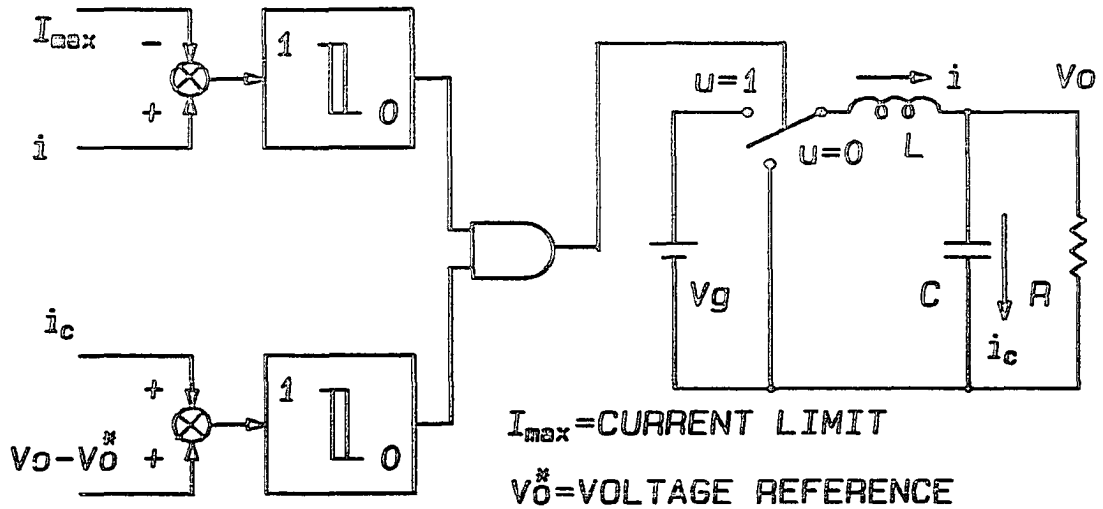 Imax
-
+
i
1
0
ic
+
Vo-Vo*
+
1
0
u=1
u=0
i
L
Vo
Vg
C
R
ic
Imax=CURRENT LIMIT
Vo*=VOLTAGE REFERENCE